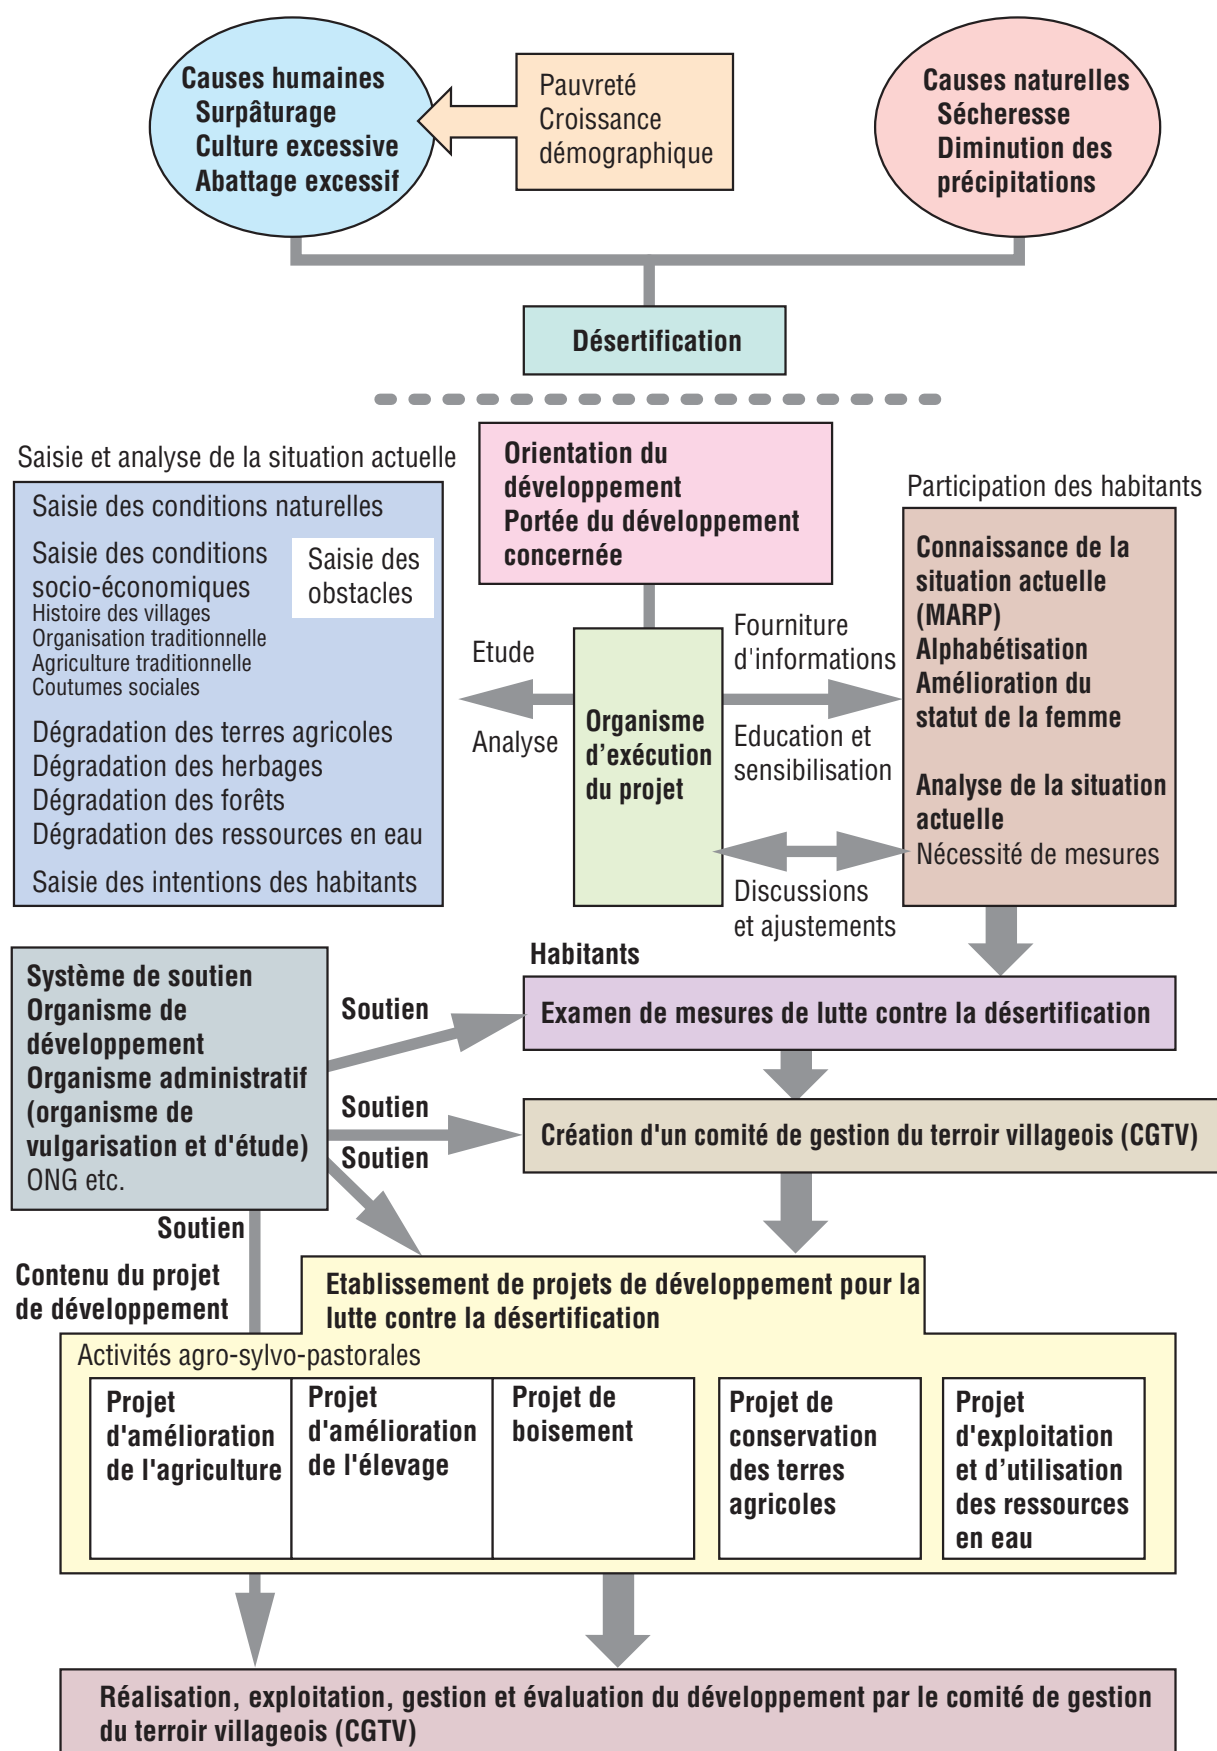 Causes humaines
Surpâturage
Culture excessive
Abattage excessif
Pauvreté
Croissance
démographique
Causes naturelles
Sécheresse
Diminution des
précipitations
Désertification
Saisie et analyse de la situation actuelle
Saisie des conditions naturelles
Saisie des conditions
socio-économiques
Histoire des villages
Organisation traditionnelle
Agriculture traditionnelle
Coutumes sociales
Saisie des
obstacles
Dégradation des terres agricoles
Dégradation des herbages
Dégradation des forêts
Dégradation des ressources en eau
Saisie des intentions des habitants
Orientation du
développement
Portée du développement
concernée
Etude
Analyse
Organisme
d’exécution
du projet
Fourniture
d'informations
Education et
sensibilisation
Discussions
et ajustements
Participation des habitants
Connaissance de la
situation actuelle
(MARP)
Alphabétisation
Amélioration du
statut de la femme
Analyse de la situation
actuelle
Nécessité de mesures
Système de soutien
Organisme de
développement
Organisme administratif
(organisme de
vulgarisation et d'étude)
ONG etc.
Soutien
Soutien
Soutien
Soutien
Habitants
Examen de mesures de lutte contre la désertification
Création d'un comité de gestion du terroir villageois (CGTV)
Contenu du projet
de développement
Etablissement de projets de développement pour la
lutte contre la désertification
Activités agro-sylvo-pastorales
Projet
d'amélioration
de l'agriculture
Projet
d'amélioration
de l'élevage
Projet de
boisement
Projet de
conservation
des terres
agricoles
Projet
d'exploitation
et d’utilisation
des ressources
en eau
Réalisation, exploitation, gestion et évaluation du développement par le comité de gestion
du terroir villageois (CGTV)